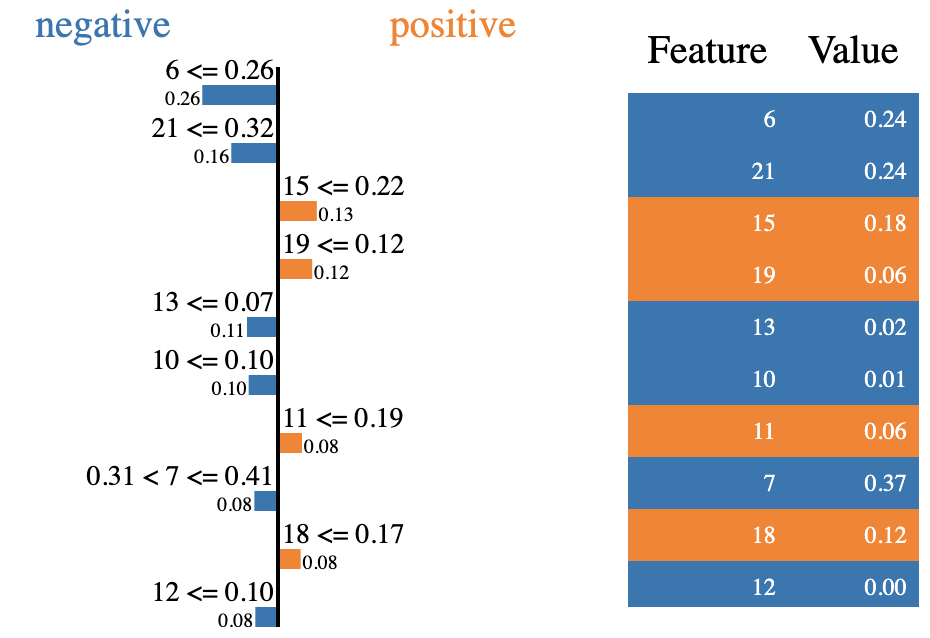 negative positive
6 <= 0.26
0.26
21 <= 0.32
0.16
15 <= 0.22
0.13
19 <= 0.12
0.12
13 <= 0.07
0.11
10 <= 0.10
0.10
11 <= 0.19
0.08
0.31 < 7 <= 0.41
0.08
18 <= 0.17
0.08
12 <= 0.10
0.08
Feature Value
6 0.24
21 0.24
15 0.18
19 0.06
13 0.02
10 0.01
11 0.06
7 0.37
18 0.12
12 0.00